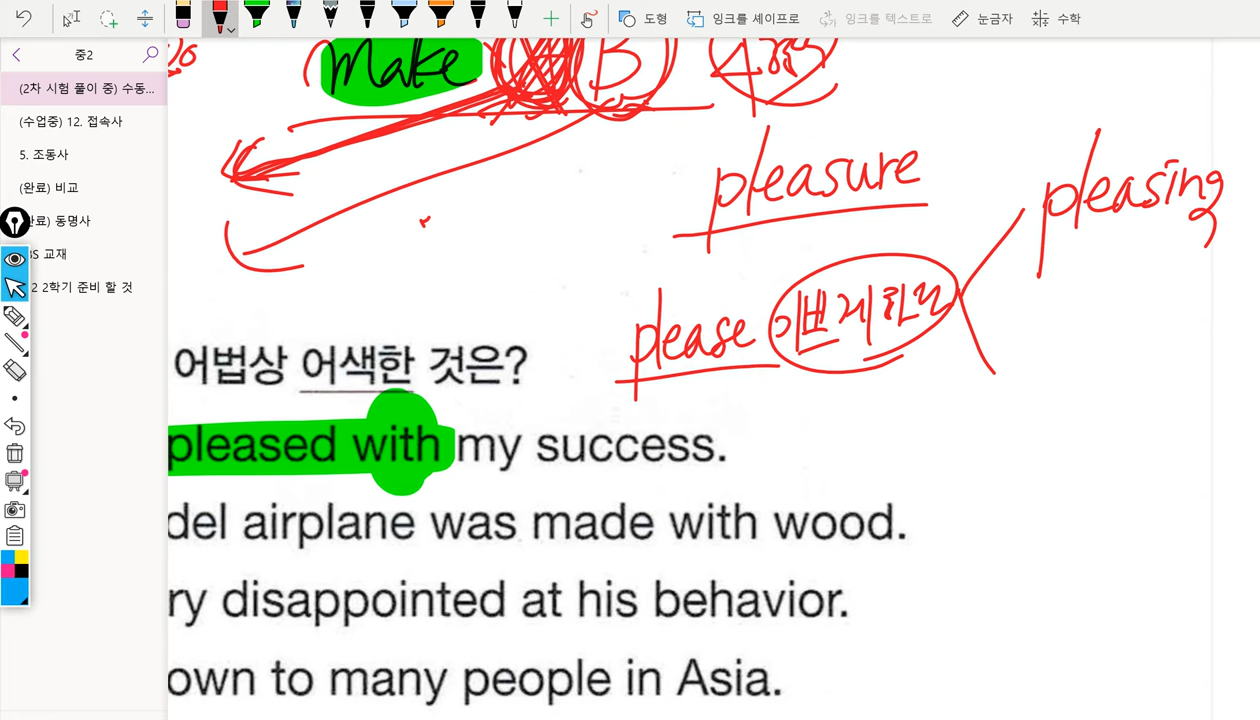 도형 잉크를 셰이프로 잉크를 텍스트로 눈금자 수학
중2
(2차 시험 풀이 중) 수동...
(수업중) 12. 접속사
5. 조동사
(완료) 비교
완료) 동명사
BS 교재
2 2학기 준비 할 것
make B
pleasure
pleasing
please 기쁘게하다
어법상 어색한 것은?
pleased with my success.
del airplane was made with wood.
ry disappointed at his behavior.
own to many people in Asia.